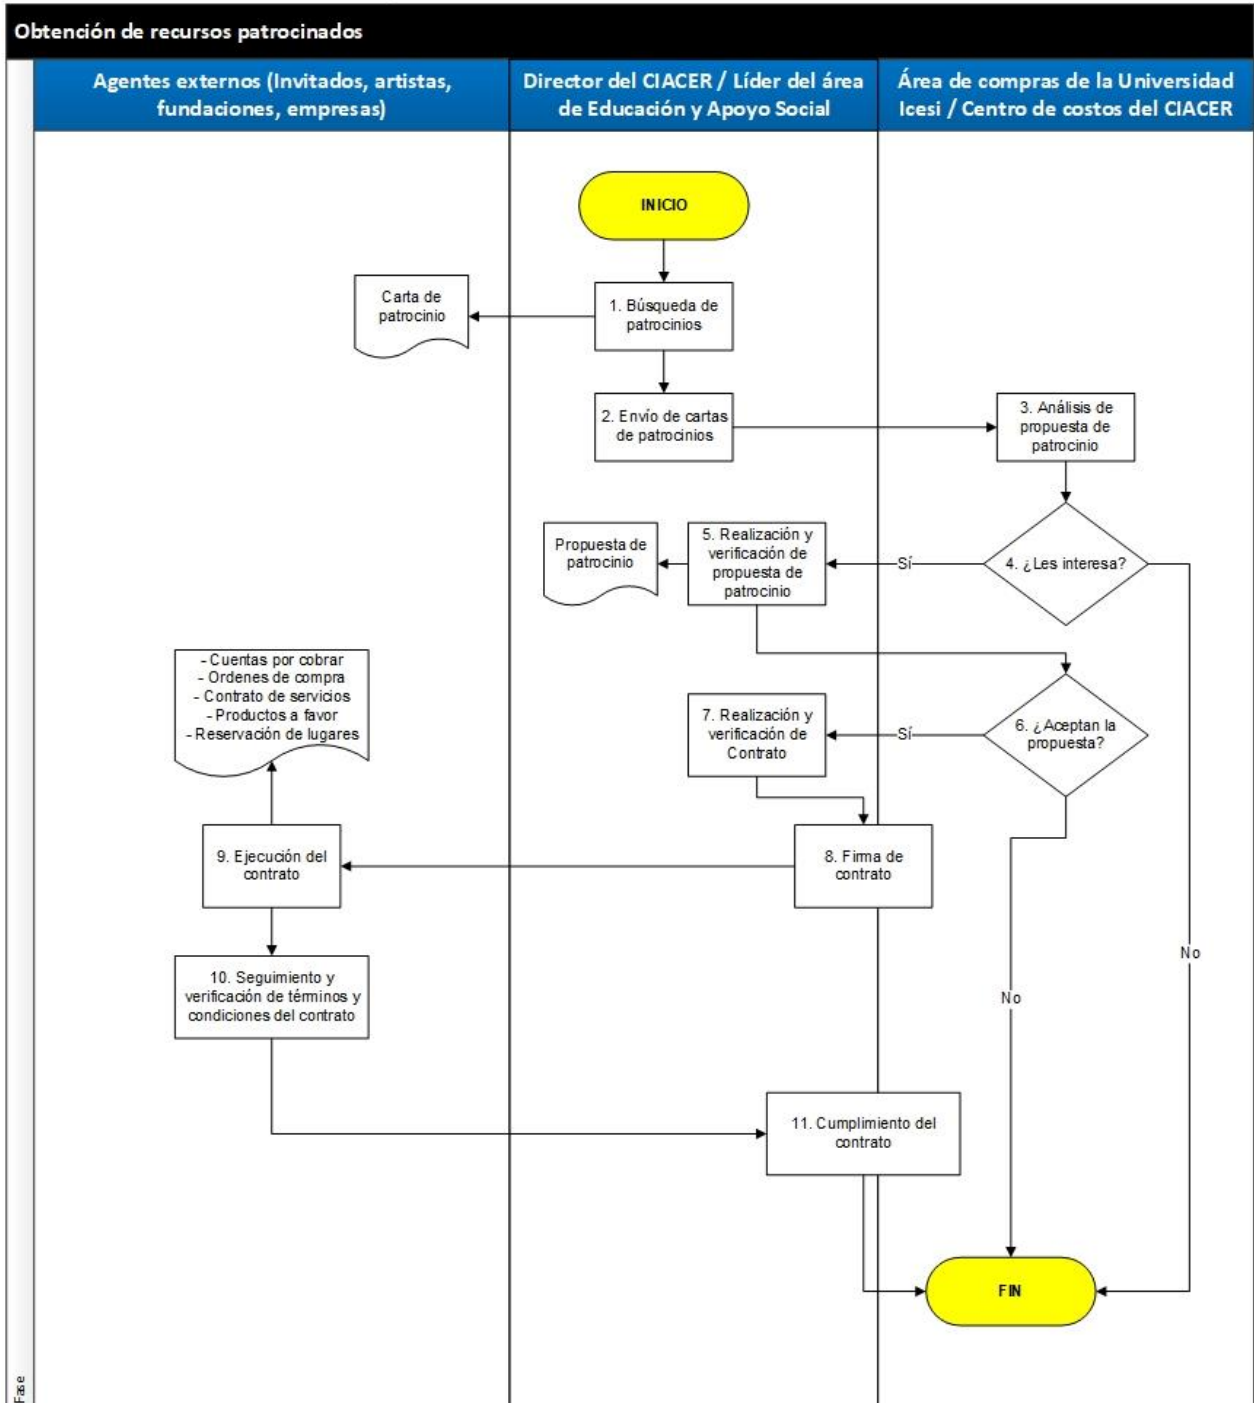 Obtención de recursos patrocinados
Agentes externos (Invitados, artistas,
fundaciones, empresas)
Director del CIACER / Líder del área
de Educación y Apoyo Social
Área de compras de la Universidad
Icesi / Centro de costos del CIACER
INICIO
Carta de
patrocinio
1. Búsqueda de
patrocinios
2. Envío de cartas
de patrocinios
3. Análisis de
propuesta de
patrocinio
Propuesta de
patrocinio
5. Realización y
verificación de
propuesta de
patrocinio
Sí
4. ¿Les interesa?
- Cuentas por cobrar
- Ordenes de compra
- Contrato de servicios
- Productos a favor
- Reservación de lugares
7. Realización y
verificación de
Contrato
Sí
6. ¿Aceptan la
propuesta?
9. Ejecución del
contrato
8. Firma de
contrato
No
10. Seguimiento y
verificación de términos y
condiciones del contrato
No
11. Cumplimiento del
contrato
FIN
Fase